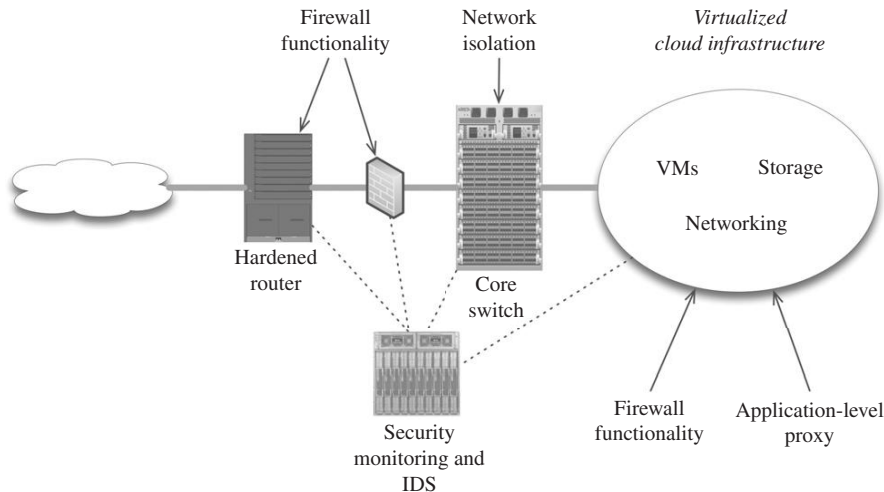 Firewall
functionality
Network
isolation
Virtualized
cloud infrastructure
VMs
Storage
Networking
Hardened
router
Core
switch
Security
monitoring and
IDS
Firewall
functionality
Application-level
proxy